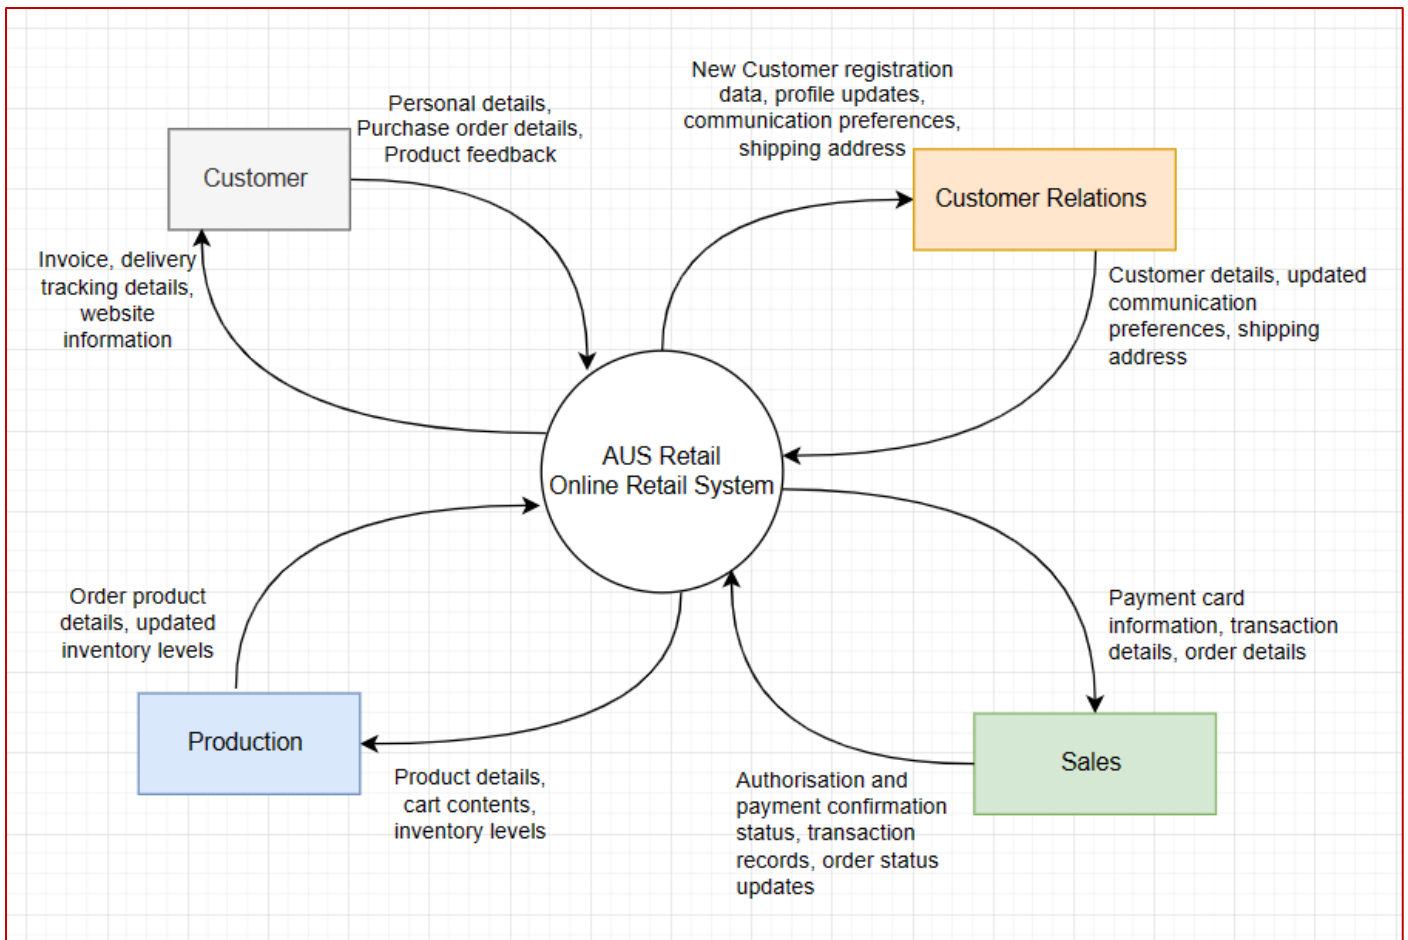 New Customer registration
data, profile updates,
communication preferences,
shipping address
Personal details,
Purchase order details,
Product feedback
Customer
Customer Relations
Invoice, delivery
tracking details,
website
information
Customer details, updated
communication
preferences, shipping
address
AUS Retail
Online Retail System
Order product
details, updated
inventory levels
Payment card
information, transaction
details, order details
Production
Sales
Product details,
cart contents,
inventory levels
Authorisation and
payment confirmation
status, transaction
records, order status
updates